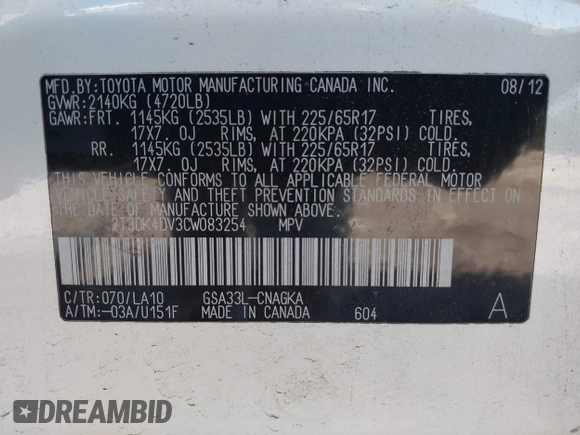 MFD.BY:TOYOTA MOTOR MANUFACTURING CANADA INC. 08/12
GVWR:2140KG (4720LB)
GAWR:FRT. 1145KG (2535LB) WITH 225/65R17 TIRES,
17X7. OJ RIMS, AT 220KPA (32PSI) COLD.
RR. 1145KG (2535LB) WITH 225/65R17 TIRES,
17X7. OJ RIMS, AT 220KPA (32PSI) COLD.
THIS VEHICLE CONFORMS TO ALL APPLICABLE FEDERAL MOTOR
VEHICLE SAFETY AND THEFT PREVENTION STANDARDS IN EFFECT
ON THE DATE OF MANUFACTURE SHOWN ABOVE.
2T3DK4DV3CW083254 MPV
C/TR:070/LA10 GSA33L-CNAGKA
A/TM:-03A/U151F MADE IN CANADA 604 A
DREAMBID